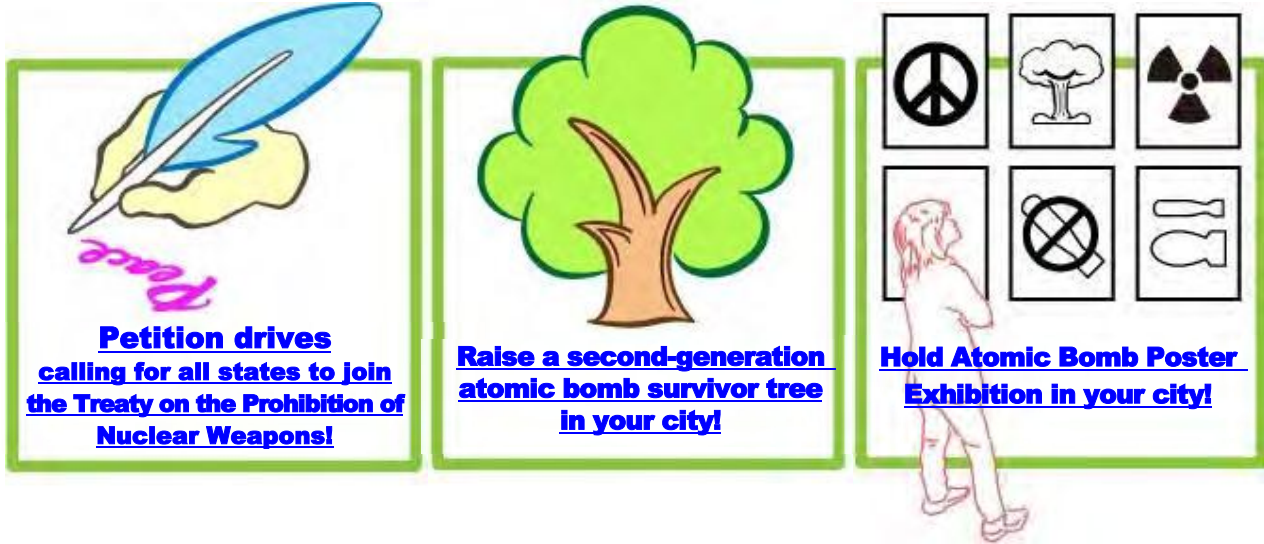 Peace
Petition drives
calling for all states to join
the Treaty on the Prohibition of
Nuclear Weapons!
Raise a second-generation
atomic bomb survivor tree
in your city!
Hold Atomic Bomb Poster
Exhibition in your city!